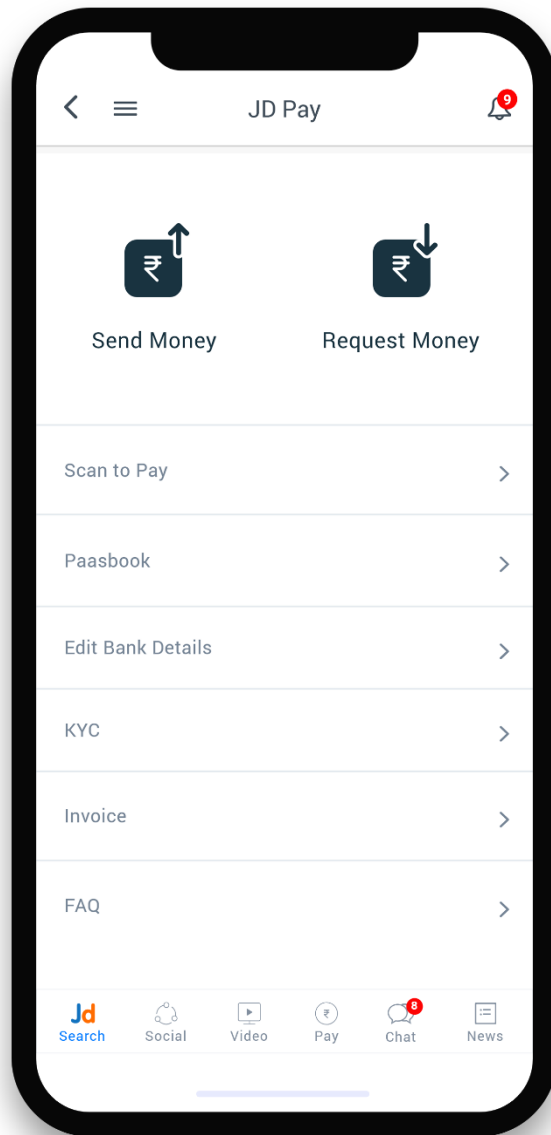 JD Pay
9
₹
₹
Send Money
Request Money
Scan to Pay
Paasbook
Edit Bank Details
KYC
Invoice
FAQ
Jd
₹
8
Search
Social
Video
Pay
Chat
News